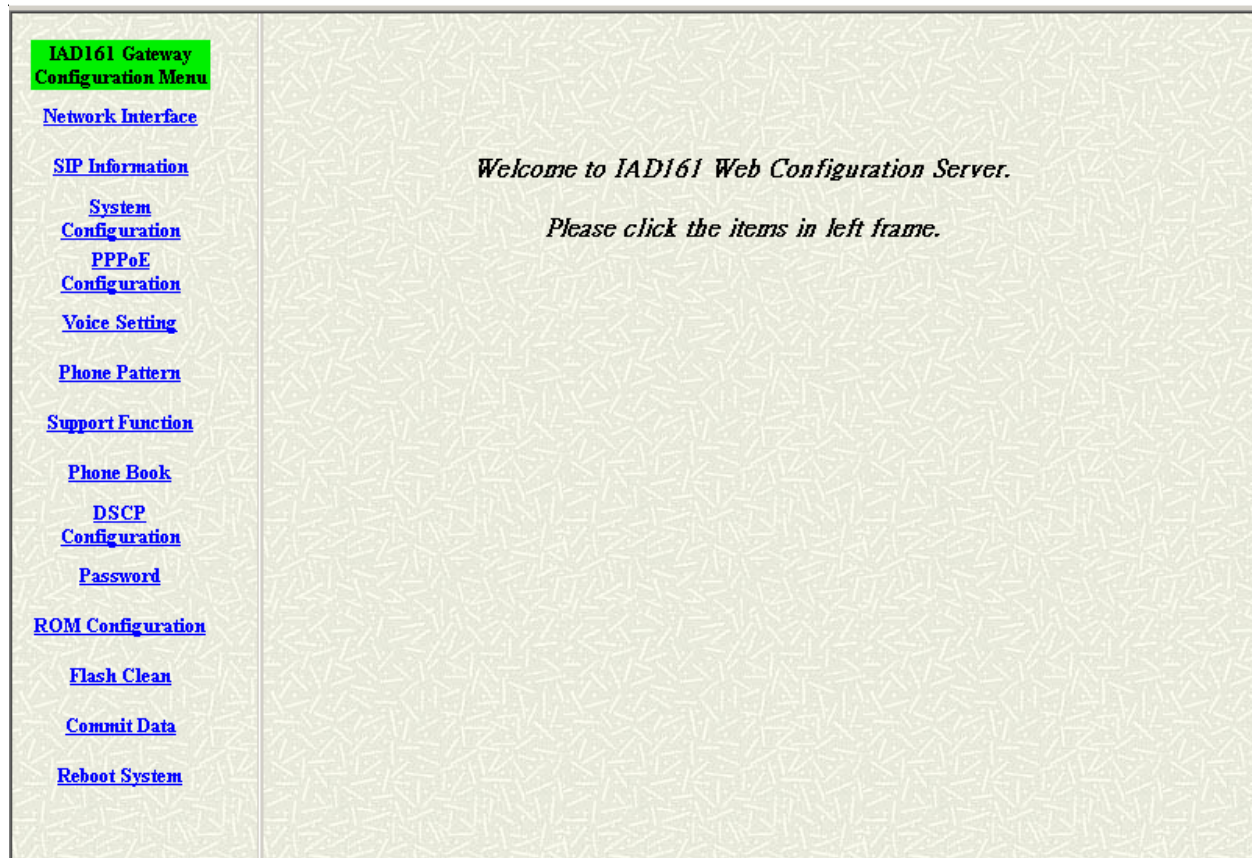 IAD161 Gateway
Configuration Menu
Network Interface
SIP Information
System
Configuration
PPPoE
Configuration
Voice Setting
Phone Pattern
Support Function
Phone Book
DSCP
Configuration
Password
ROM Configuration
Flash Clean
Commit Data
Reboot System
Welcome to IAD161 Web Configuration Server.
Please click the items in left frame.